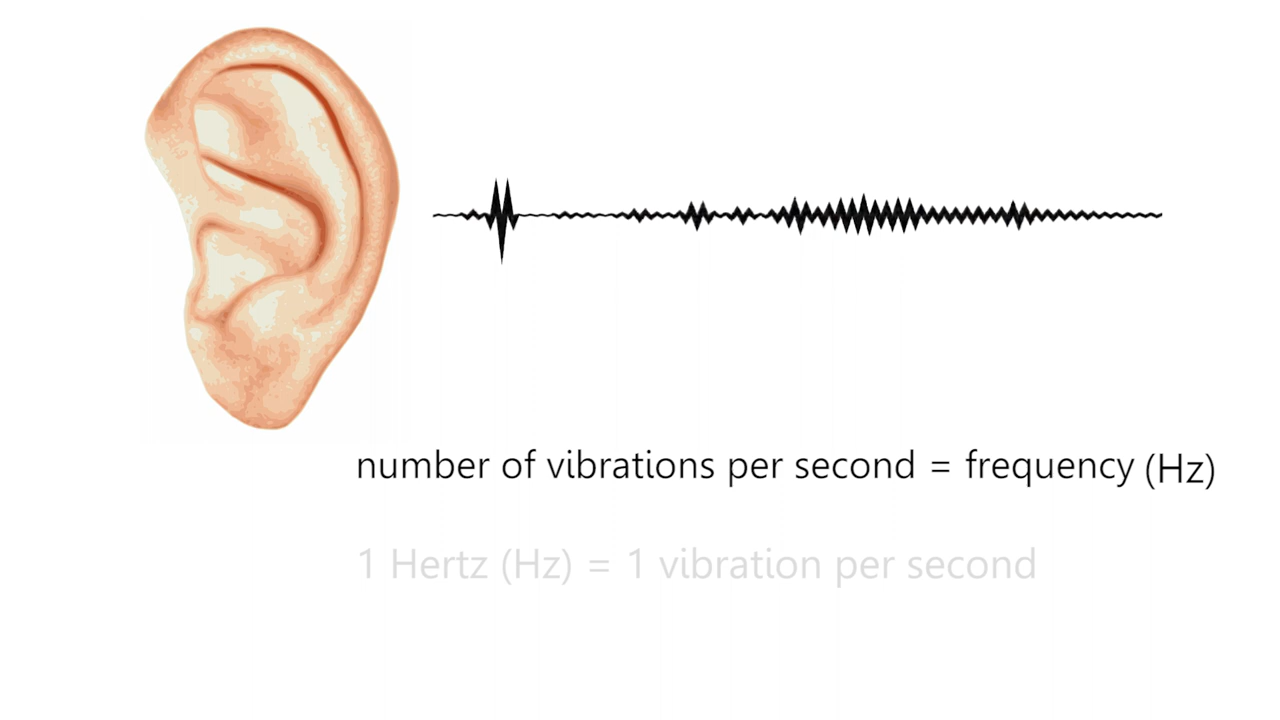 number of vibrations per second = frequency (Hz)
1 Hertz (Hz) = 1 vibration per second